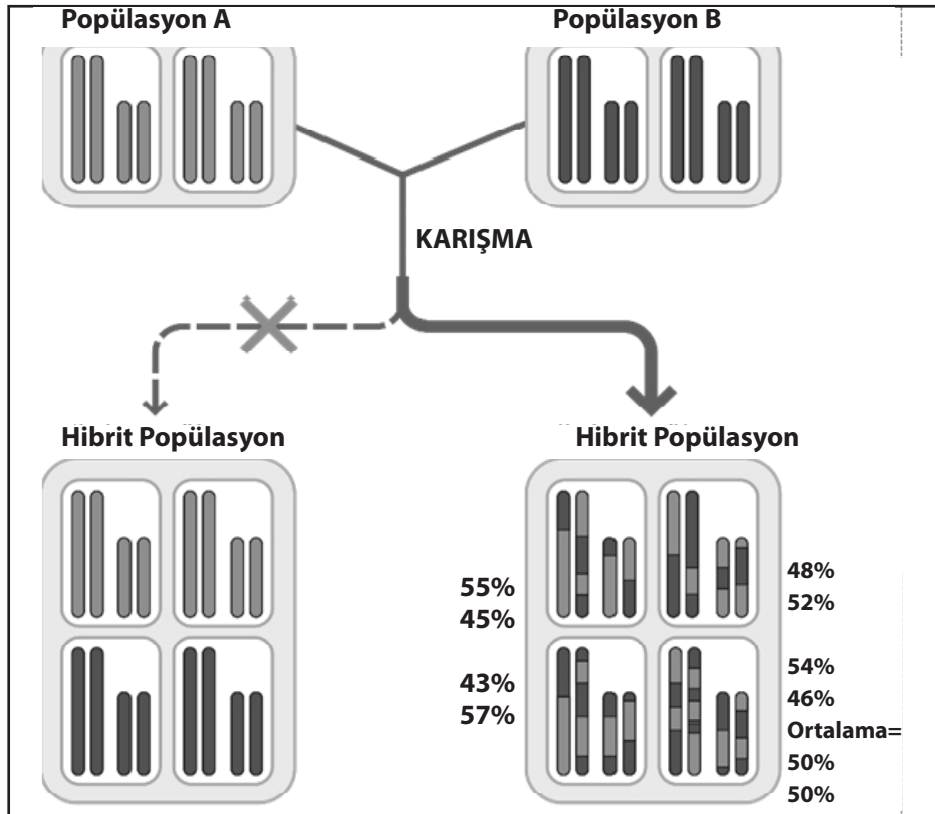 Popülasyon A
Popülasyon B
KARIŞMA
Hibrit Popülasyon
Hibrit Popülasyon
55%
45%
43%
57%
48%
52%
54%
46%
Ortalama=
50%
50%